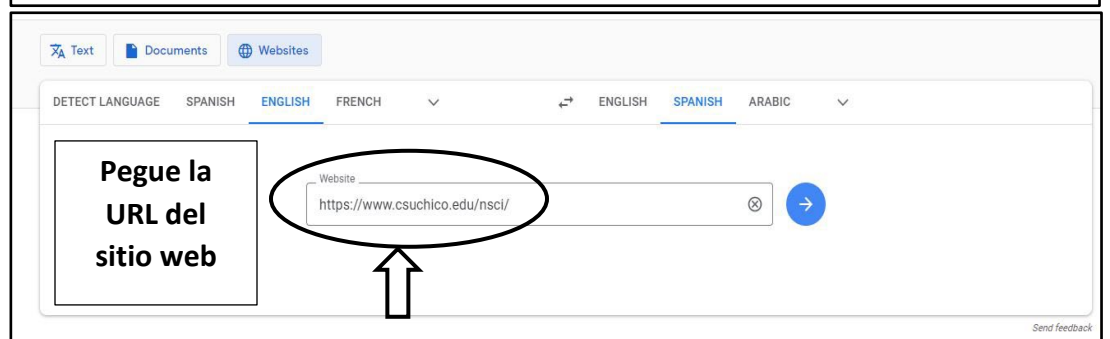 Text Documents Websites
DETECT LANGUAGE SPANISH ENGLISH FRENCH ENGLISH SPANISH ARABIC
Pegue la
URL del
sitio web
Website
https://www.csuchico.edu/nsci/
Send feedback